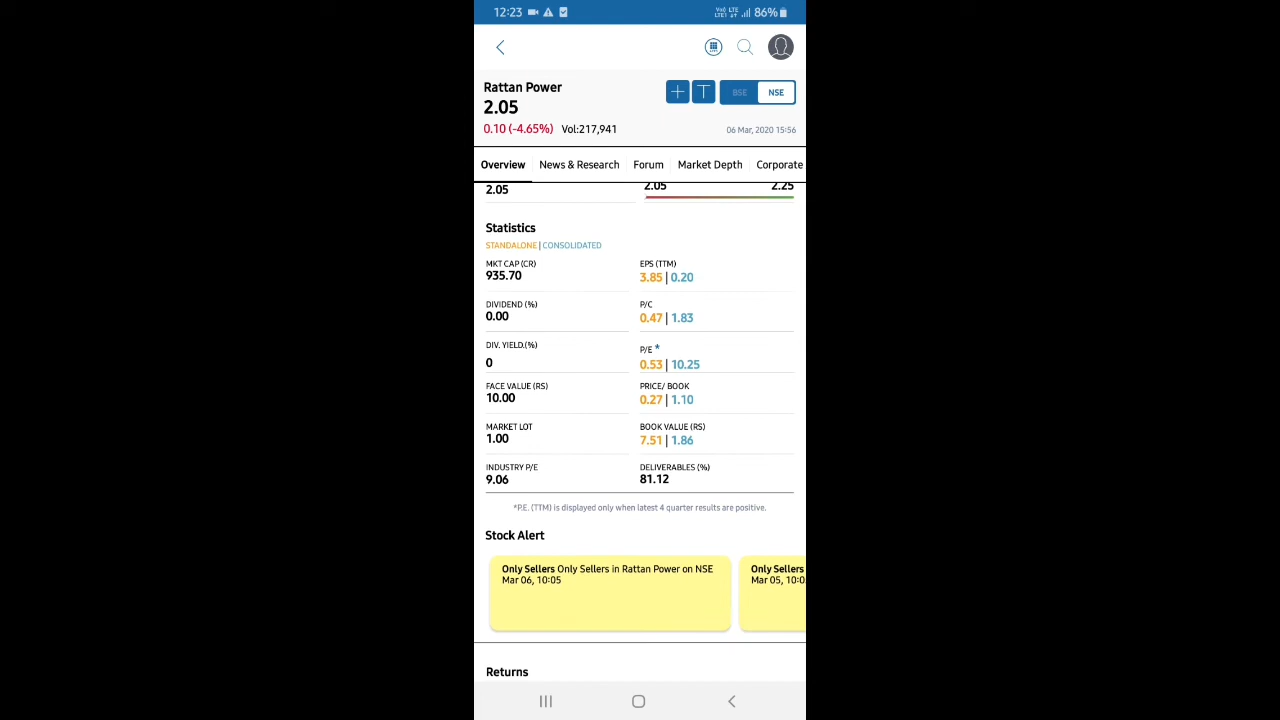 12:23 86%
Rattan Power
2.05
0.10 (-4.65%) Vol:217,941
BSE NSE
06 Mar, 2020 15:56
Overview News & Research Forum Market Depth Corporate
2.05 2.05 2.25
Statistics
STANDALONE | CONSOLIDATED
MKT CAP (CR) EPS (TTM)
935.70 3.85 | 0.20
DIVIDEND (%) P/C
0.00 0.47 | 1.83
DIV. YIELD.(%) P/E *
0 0.53 | 10.25
FACE VALUE (RS) PRICE/ BOOK
10.00 0.27 | 1.10
MARKET LOT BOOK VALUE (RS)
1.00 7.51 | 1.86
INDUSTRY P/E DELIVERABLES (%)
9.06 81.12
*P.E. (TTM) is displayed only when latest 4 quarter results are positive.
Stock Alert
Only Sellers Only Sellers in Rattan Power on NSE
Mar 06, 10:05
Only Sellers
Mar 05, 10:0
Returns